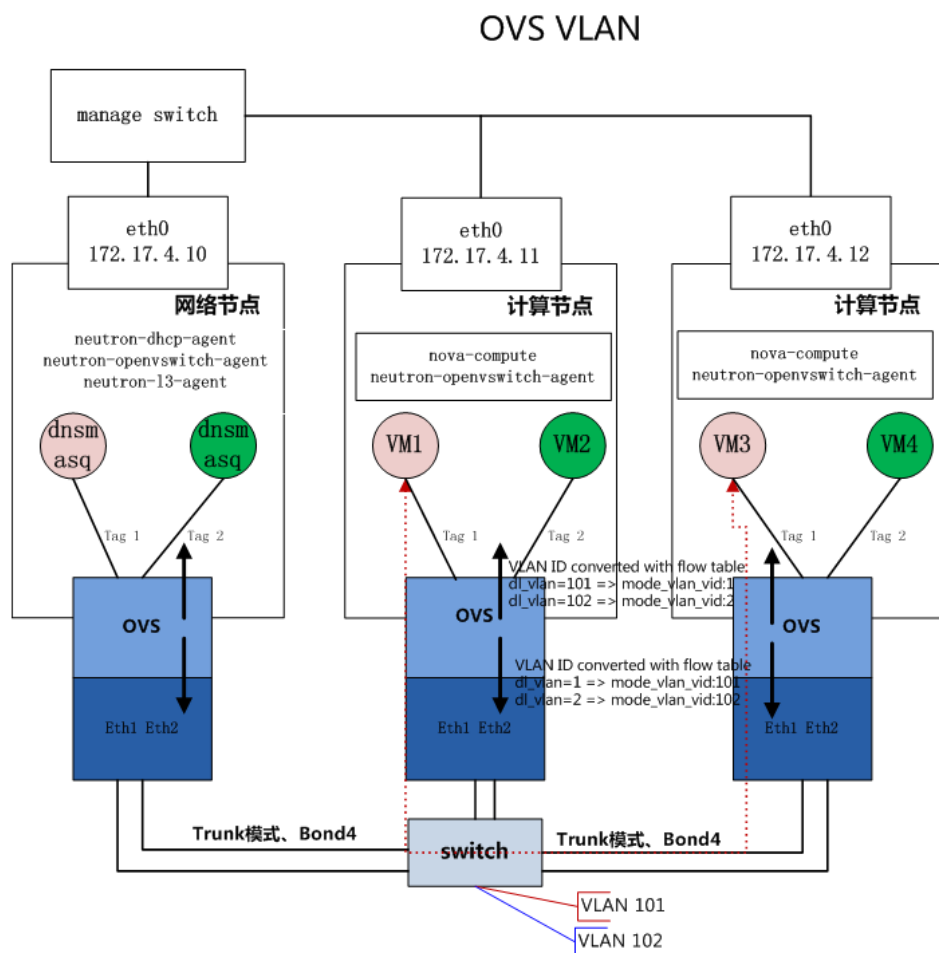 OVS VLAN
manage switch
eth0
172.17.4.10
eth0
172.17.4.11
eth0
172.17.4.12
网络节点
计算节点
计算节点
neutron-dhcp-agent
neutron-openvswitch-agent
neutron-l3-agent
nova-compute
neutron-openvswitch-agent
nova-compute
neutron-openvswitch-agent
dnsm
asq
dnsm
asq
VM1
VM2
VM3
VM4
Tag 1
Tag 2
Tag 1
Tag 2
Tag 1
Tag 2
VLAN ID converted with flow table
dl_vlan=101 => mode_vlan_vid:1
dl_vlan=102 => mode_vlan_vid:2
OVS
OVS
OVS
VLAN ID converted with flow table
dl_vlan=1 => mode_vlan_vid:101
dl_vlan=2 => mode_vlan_vid:102
Eth1 Eth2
Eth1 Eth2
Eth1 Eth2
Trunk模式、Bond4
switch
Trunk模式、Bond4
VLAN 101
VLAN 102